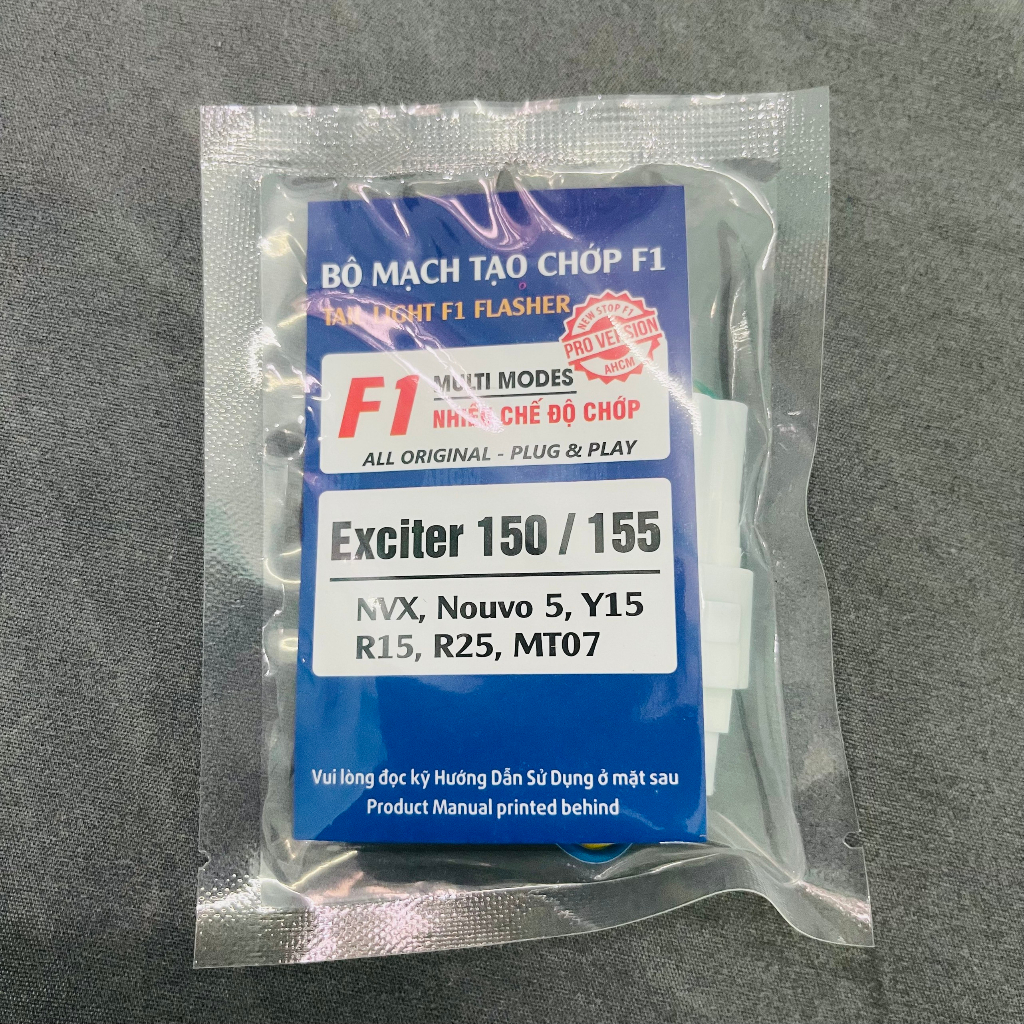 BỘ MẠCH TẠO CHỚP F1
TAIL LIGHT F1 FLASHER
NEW STOP F1
PRO VERSION
AHCM
F1 MULTI MODES
NHIỀU CHẾ ĐỘ CHỚP
ALL ORIGINAL - PLUG & PLAY
Exciter 150 / 155
NVX, Nouvo 5, Y15
R15, R25, MT07
Vui lòng đọc kỹ Hướng Dẫn Sử Dụng ở mặt sau
Product Manual printed behind